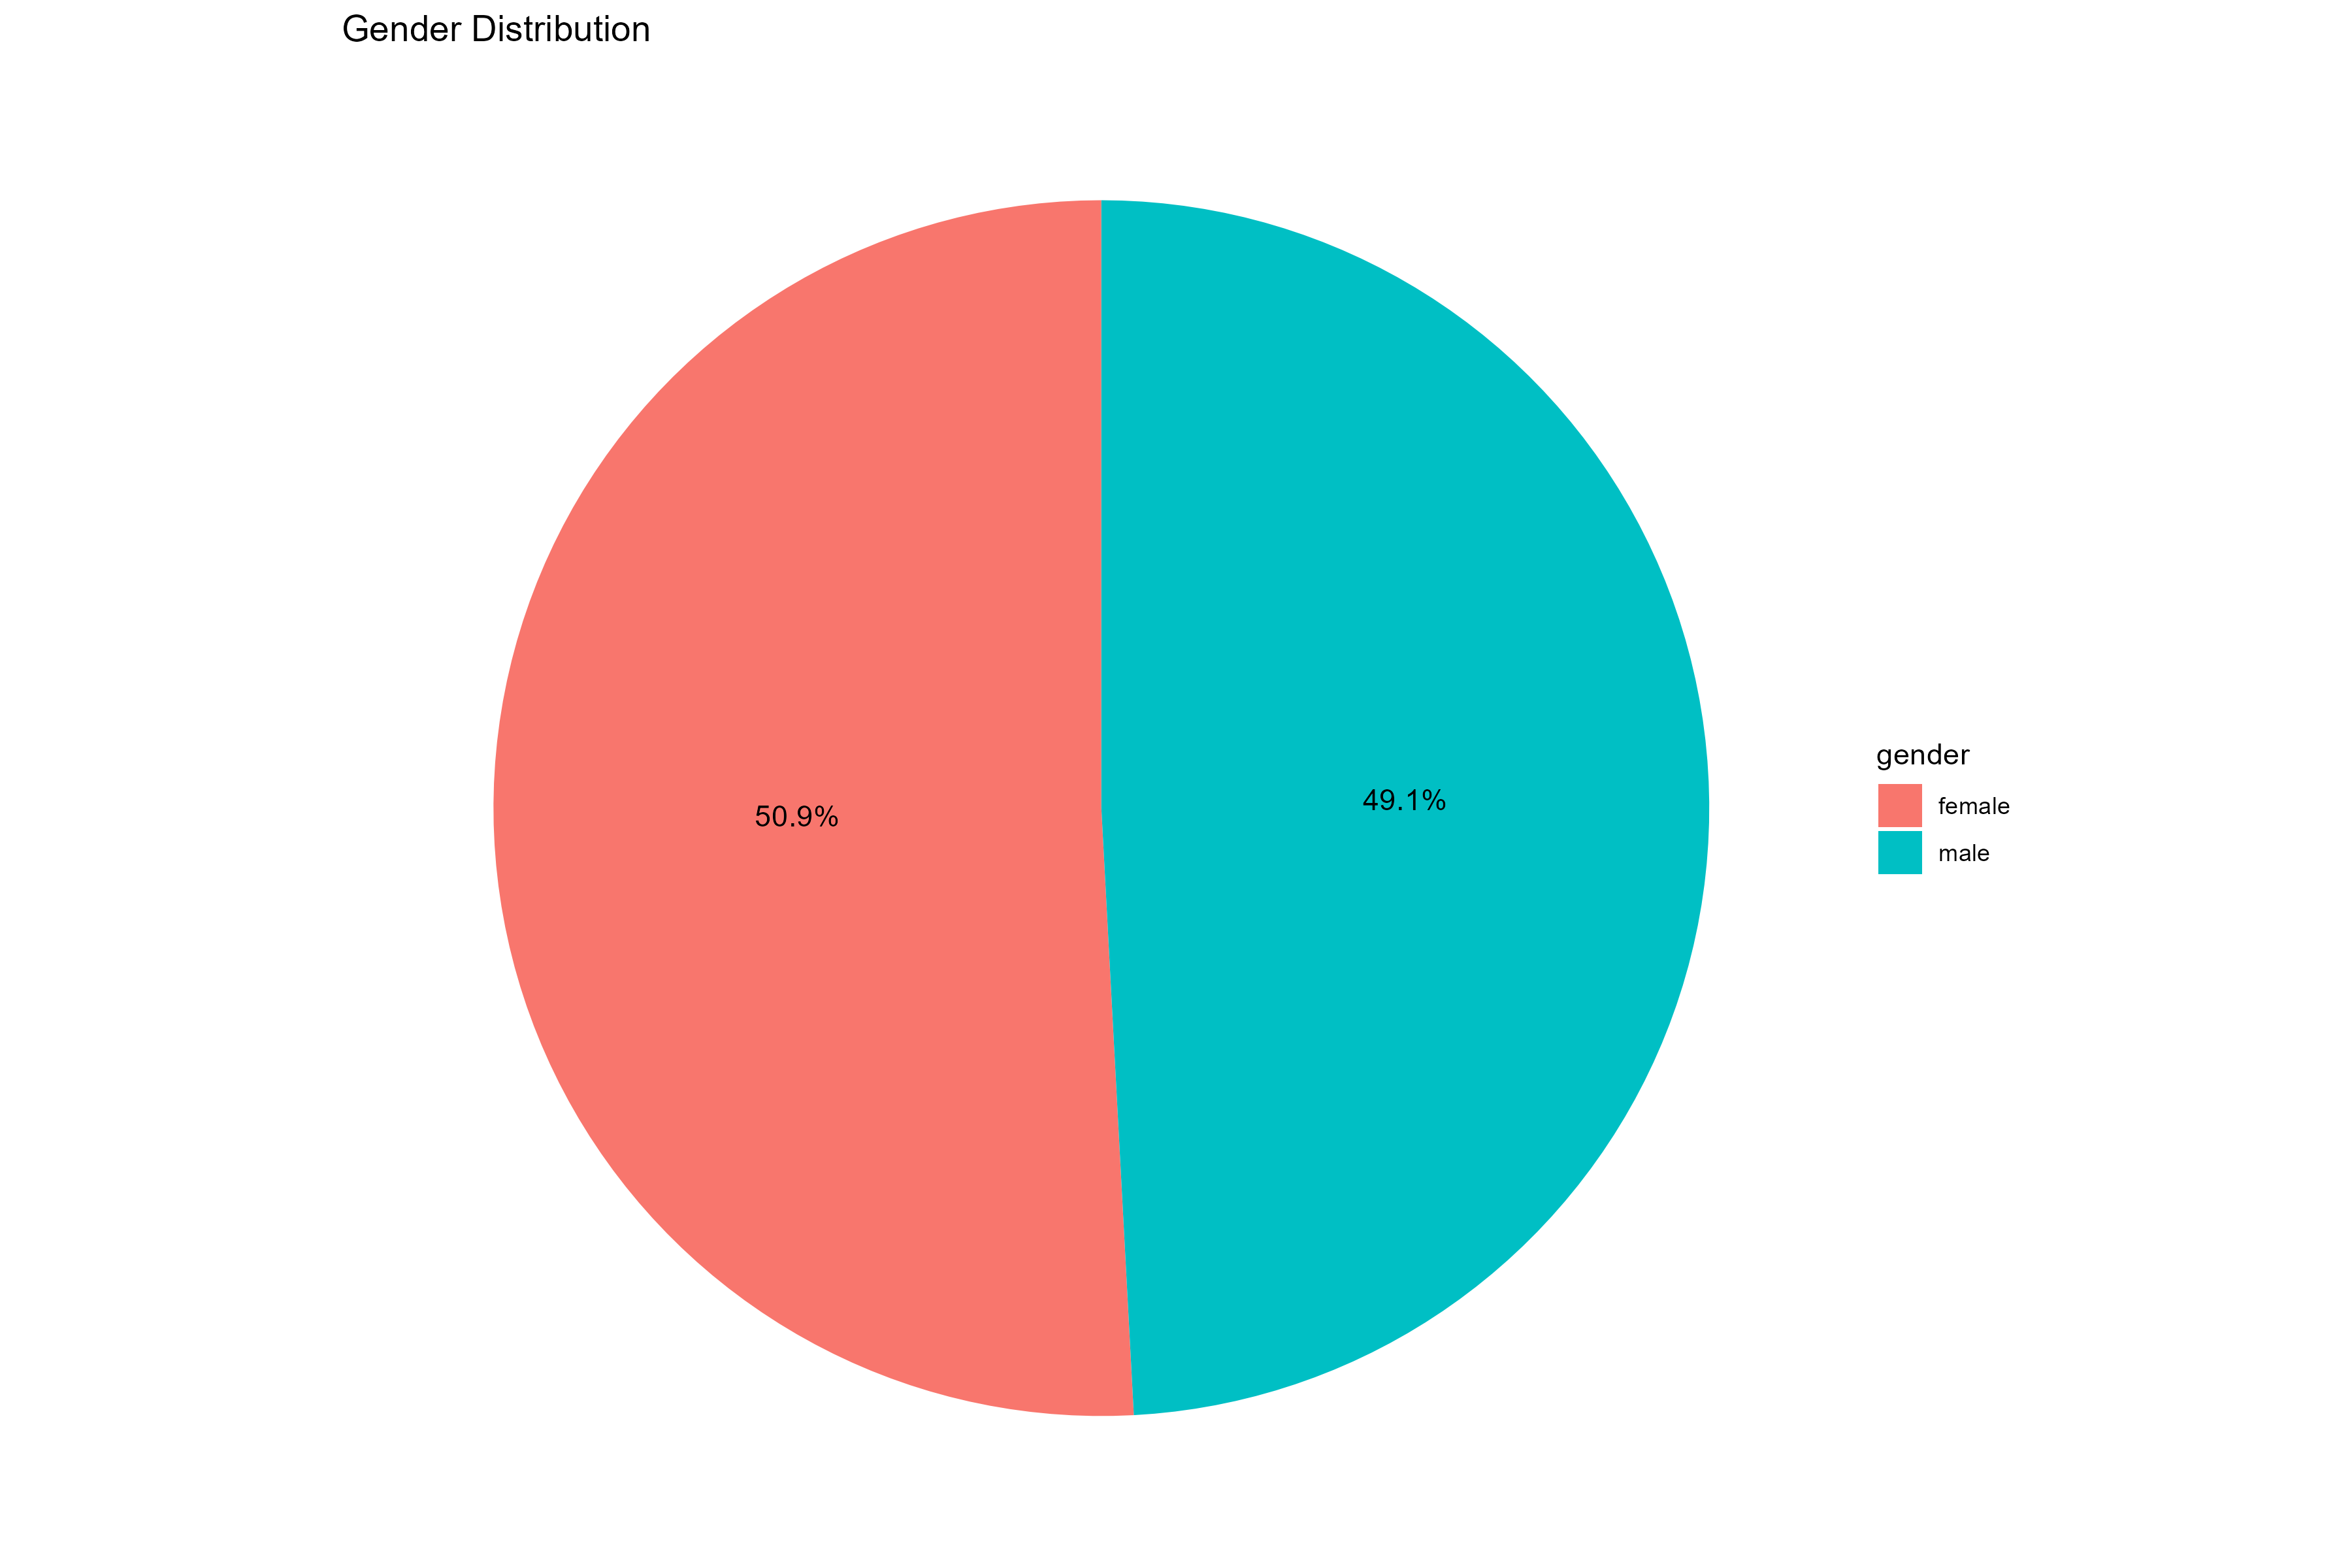 Gender Distribution
50.9%
49.1%
gender
female
male